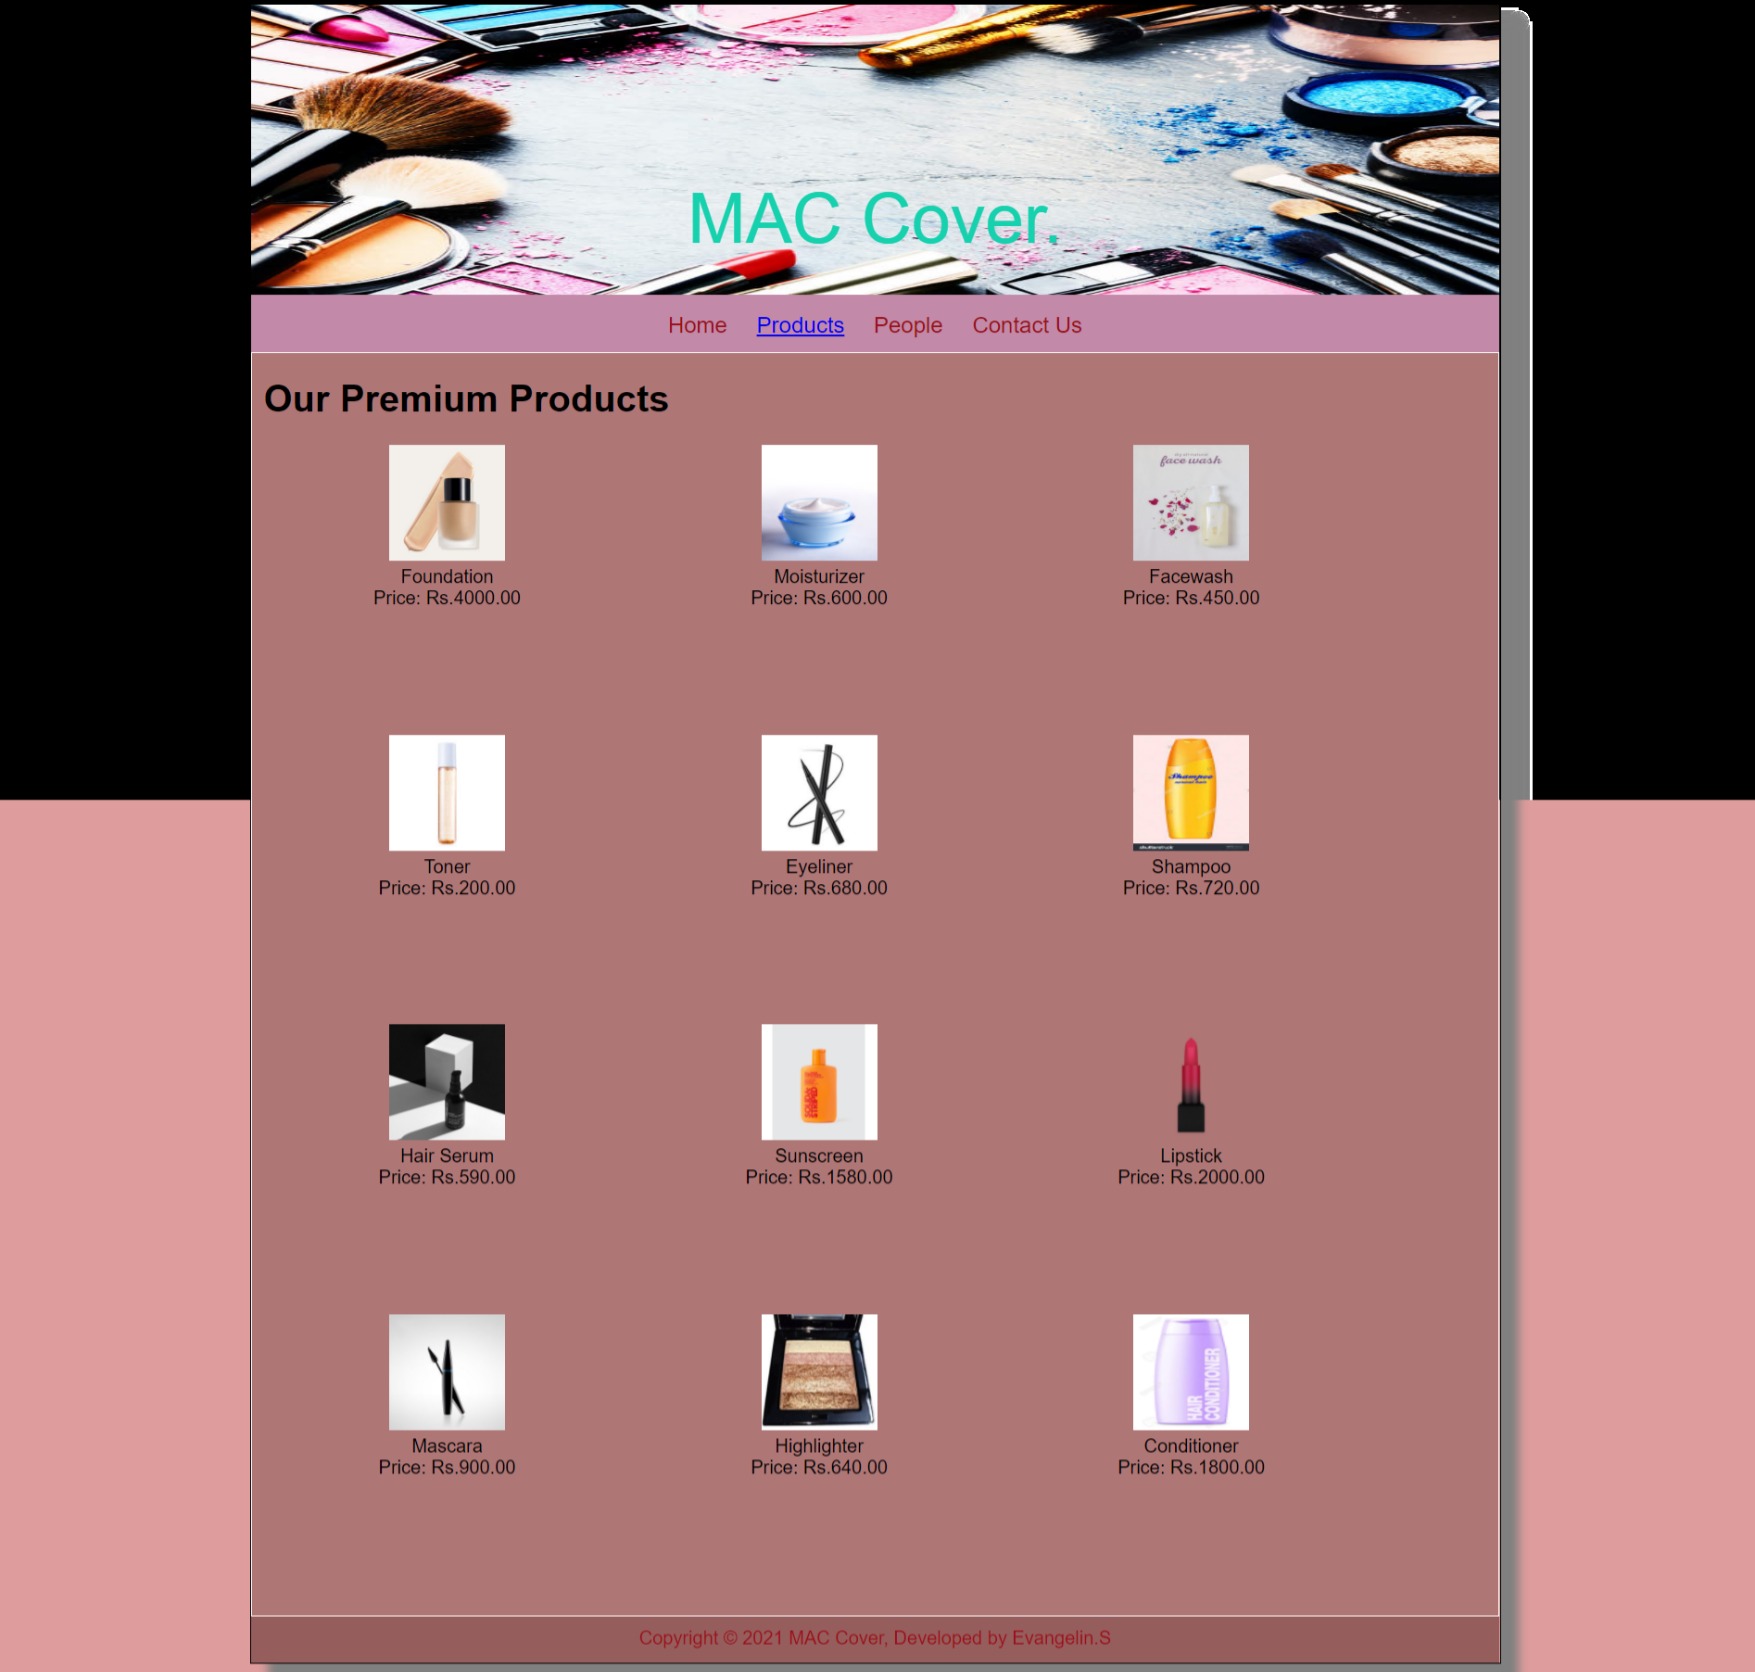 MAC Cover.
Home Products People Contact Us
Our Premium Products
face wash
Foundation
Price: Rs.4000.00
Moisturizer
Price: Rs.600.00
Facewash
Price: Rs.450.00
Shampoo
Toner
Price: Rs.200.00
Eyeliner
Price: Rs.680.00
Shampoo
Price: Rs.720.00
Hair Serum
Price: Rs.590.00
Sunscreen
Price: Rs.1580.00
Lipstick
Price: Rs.2000.00
HAIR
CONDITIONER
Mascara
Price: Rs.900.00
Highlighter
Price: Rs.640.00
Conditioner
Price: Rs.1800.00
Copyright © 2021 MAC Cover, Developed by Evangelin.S